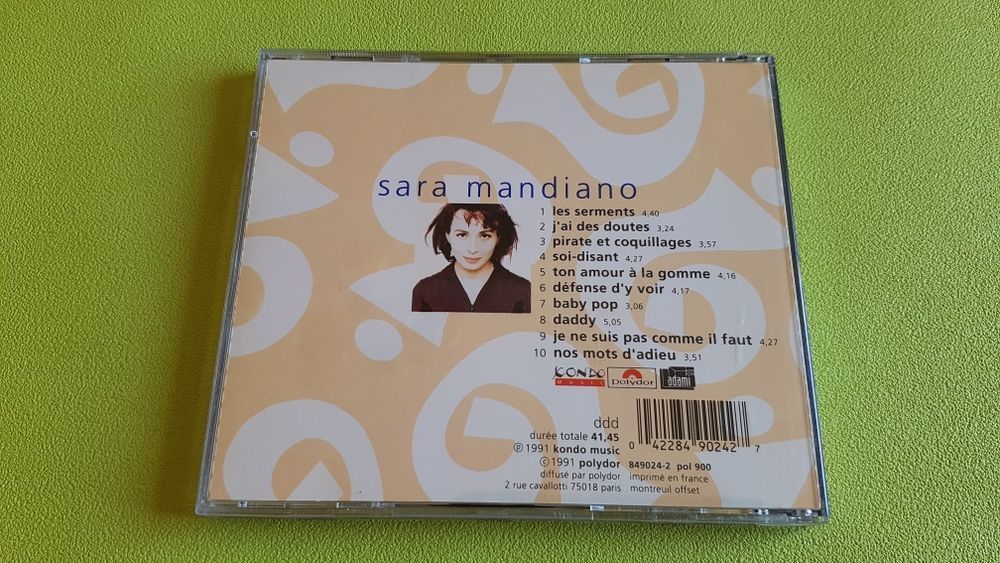 sara mandiano
1 les serments 4,40
2 j'ai des doutes 3,24
3 pirate et coquillages 3,57
4 soi-disant 4,27
5 ton amour à la gomme 4,16
6 défense d'y voir 4,17
7 baby pop 3,06
8 daddy 5,05
9 je ne suis pas comme il faut 4,27
10 nos mots d'adieu 3,51
KONDO MUSIC polydor adami
ddd
durée totale 41,45
℗ 1991 kondo music
© 1991 polydor
diffusé par polydor
2 rue cavallotti 75018 paris
0 42284 90242 7
849024-2 pol 900
imprimé en france
montreuil offset